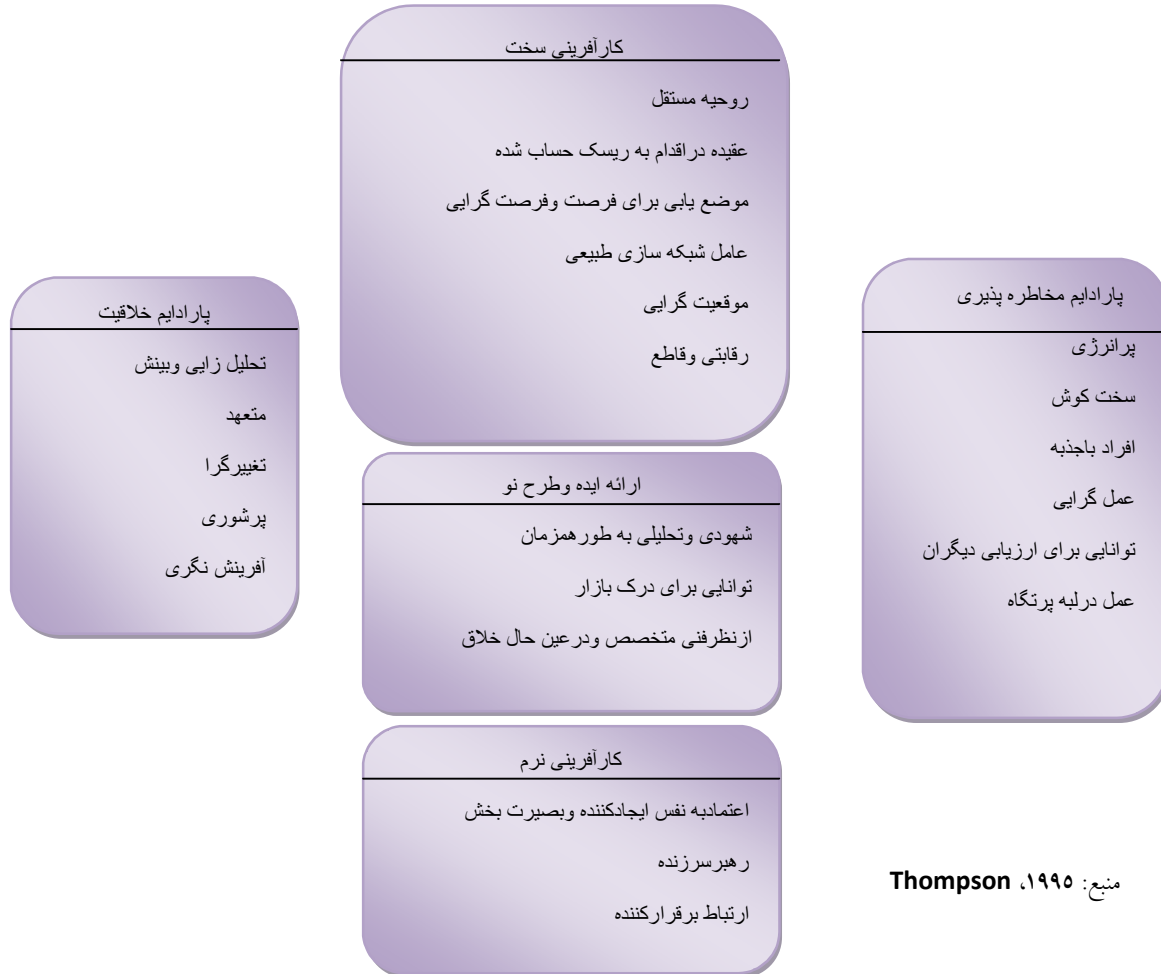 کارآفرینی سخت
روحیه مستقل
عقیده دراقدام به ریسک حساب شده
موضع یابی برای فرصت وفرصت گرایی
عامل شبکه سازی طبیعی
موقعیت گرایی
رقابتی وقاطع
پارادایم مخاطره پذیری
پرانرژی
سخت کوش
افراد باجذبه
عمل گرایی
توانایی برای ارزیابی دیگران
عمل درلبه پرتگاه
پارادایم خلاقیت
تحلیل زایی وبینش
متعهد
تغییرگرا
پرشوری
آفرینش نگری
ارائه ایده وطرح نو
شهودی وتحلیلی به طورهمزمان
توانایی برای درک بازار
ازنظرفنی متخصص ودرعین حال خلاق
کارآفرینی نرم
اعتمادبه نفس ایجادکننده وبصیرت بخش
رهبرسرزنده
ارتباط برقرارکننده
منبع: ۱۹۹۵، Thompson